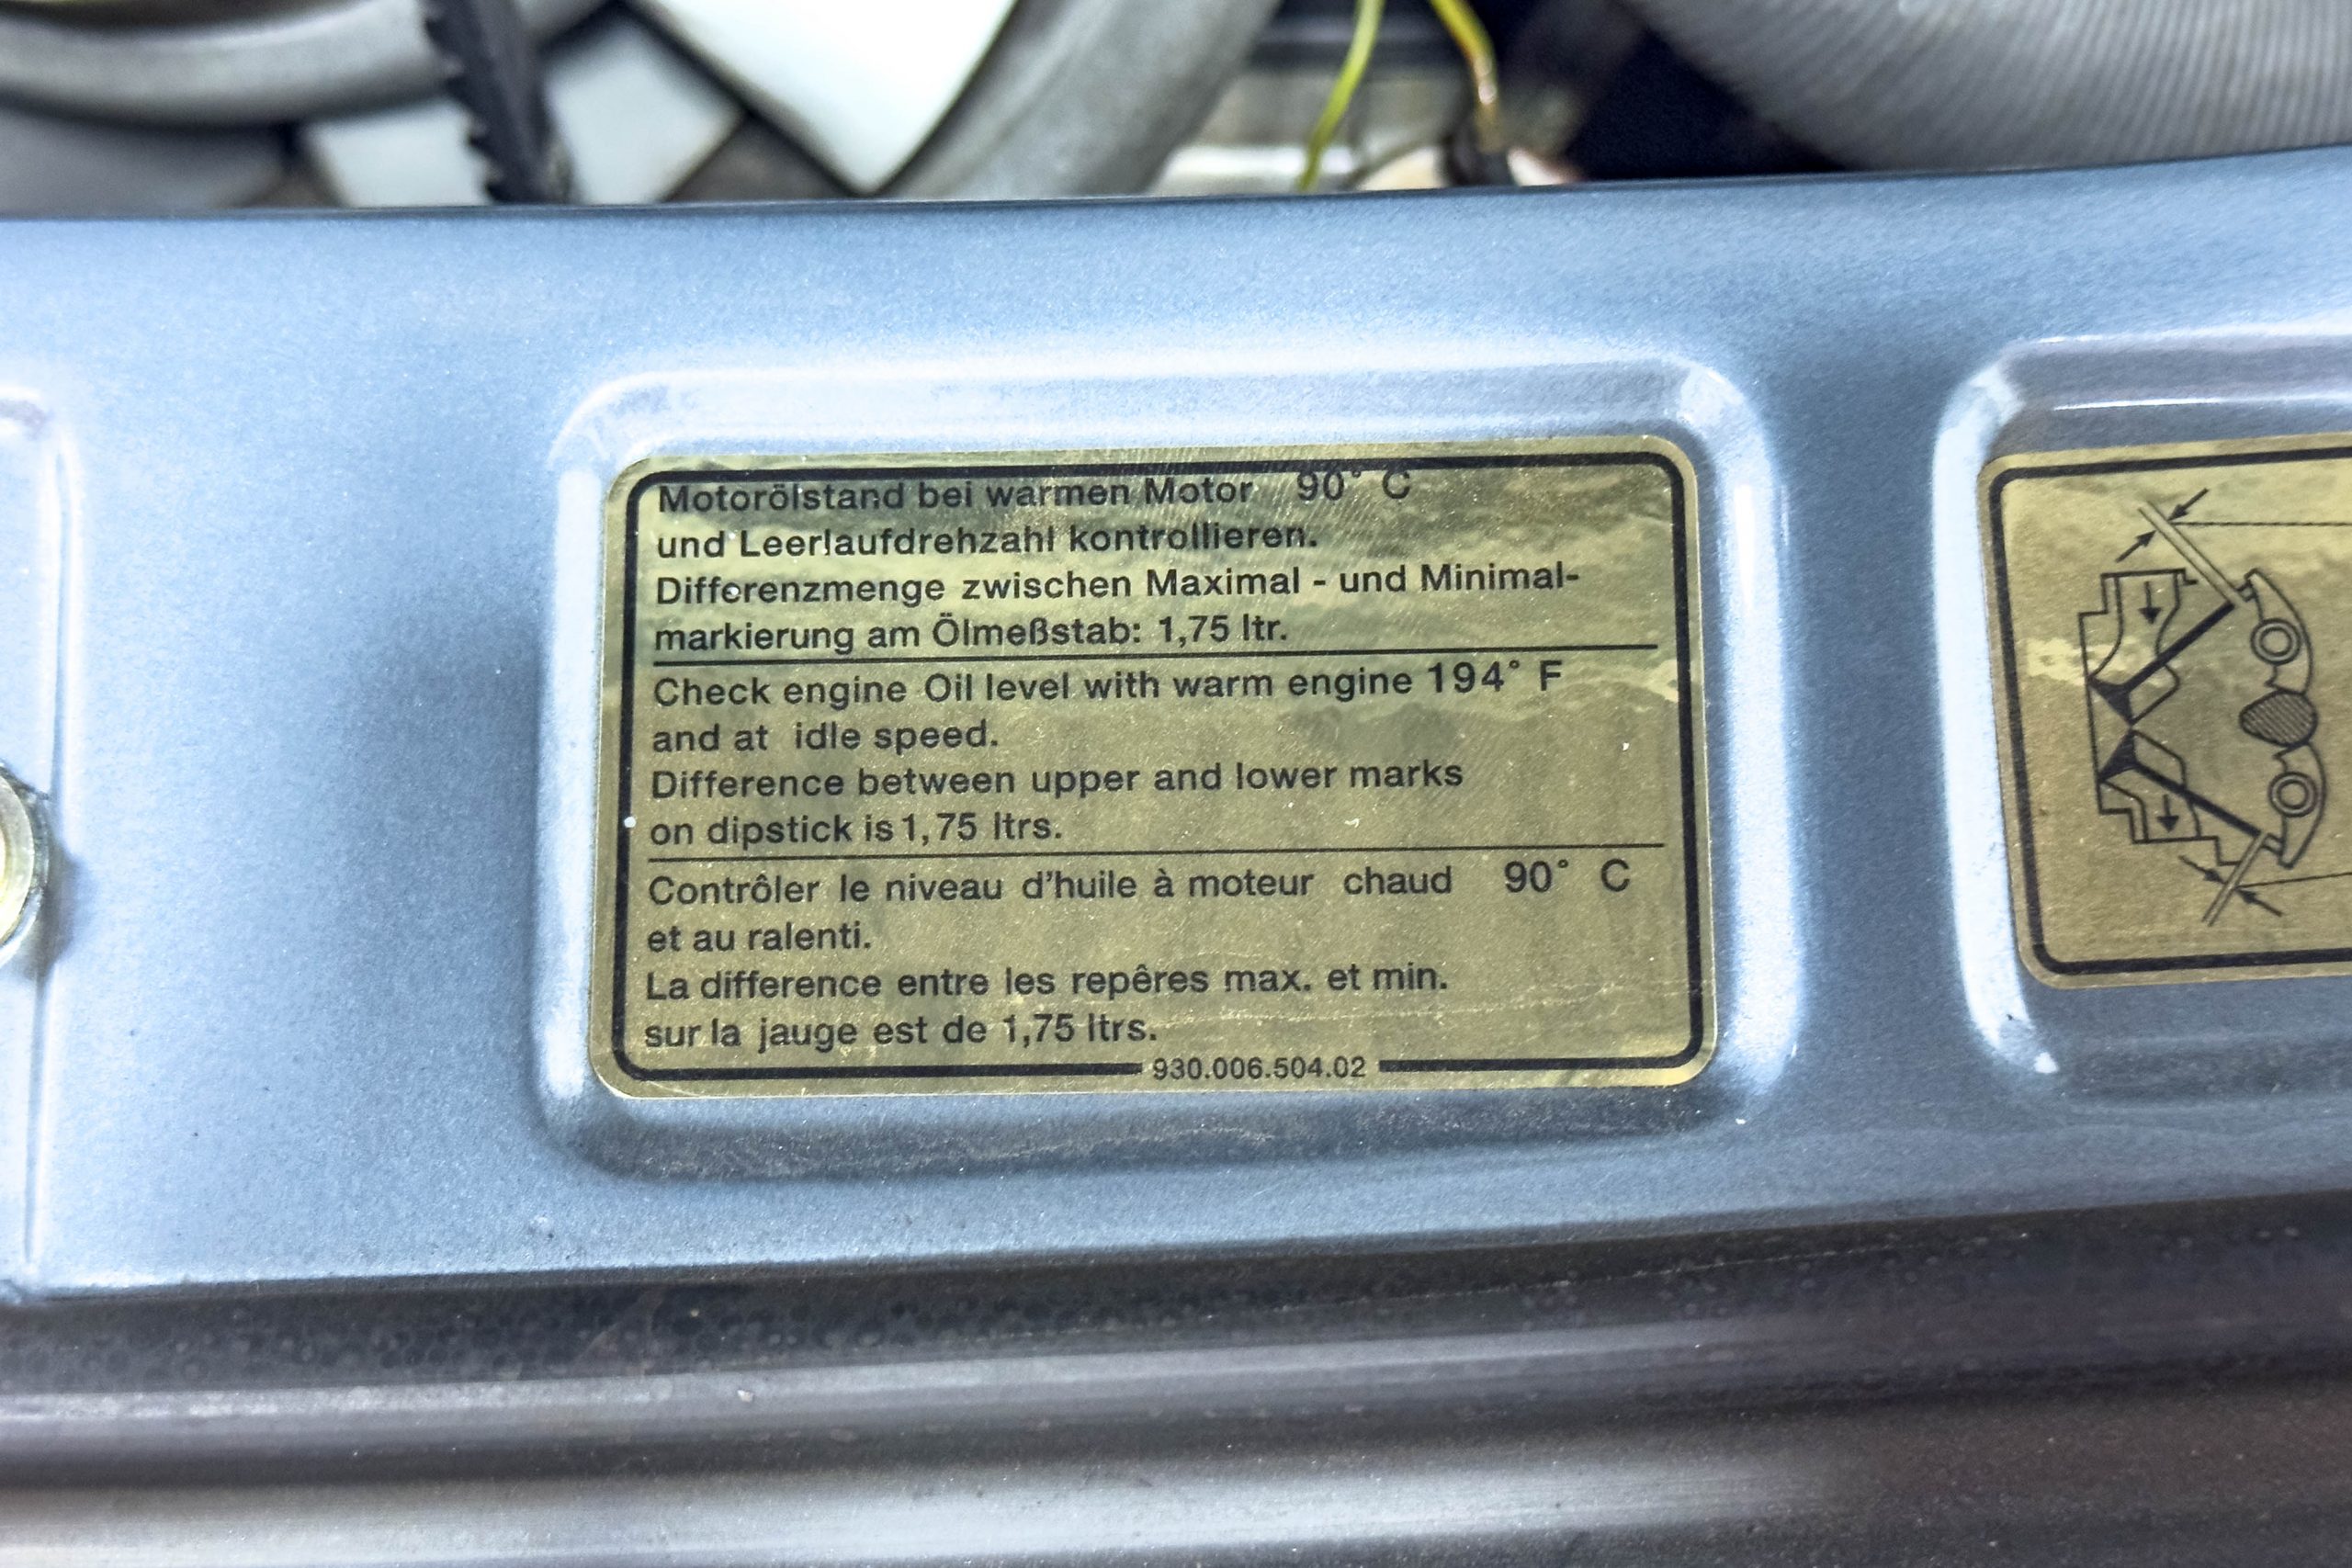 Motorölstand bei warmen Motor 90° C
und Leerlaufdrehzahl kontrollieren.
Differenzmenge zwischen Maximal - und Minimal-
markierung am Ölmeßstab: 1,75 ltr.
Check engine Oil level with warm engine 194° F
and at idle speed.
Difference between upper and lower marks
on dipstick is 1,75 ltrs.
Contrôler le niveau d'huile à moteur chaud 90° C
et au ralenti.
La difference entre les repêres max. et min.
sur la jauge est de 1,75 ltrs.
930.006.504.02